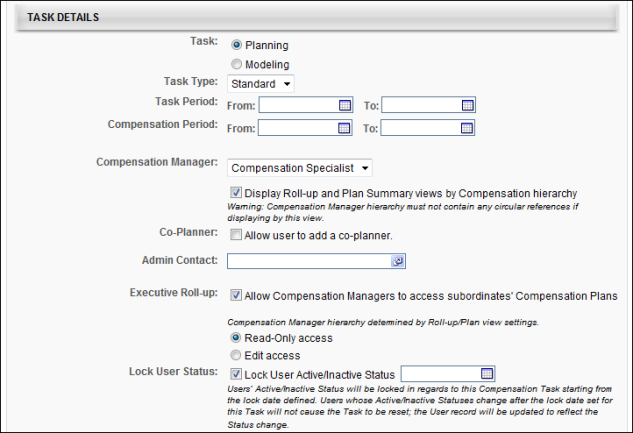 TASK DETAILS
Task: Planning
Modeling
Task Type: Standard
Task Period: From: To:
Compensation Period: From: To:
Compensation Manager: Compensation Specialist
Display Roll-up and Plan Summary views by Compensation hierarchy
Warning: Compensation Manager hierarchy must not contain any circular references if
displaying by this view.
Co-Planner: Allow user to add a co-planner.
Admin Contact:
Executive Roll-up: Allow Compensation Managers to access subordinates' Compensation Plans
Compensation Manager hierarchy determined by Roll-up/Plan view settings.
Read-Only access
Edit access
Lock User Status: Lock User Active/Inactive Status
Users' Active/Inactive Status will be locked in regards to this Compensation Task starting from
the lock date defined. Users whose Active/Inactive Statuses change after the lock date set for
this Task will not cause the Task to be reset; the User record will be updated to reflect the
Status change.